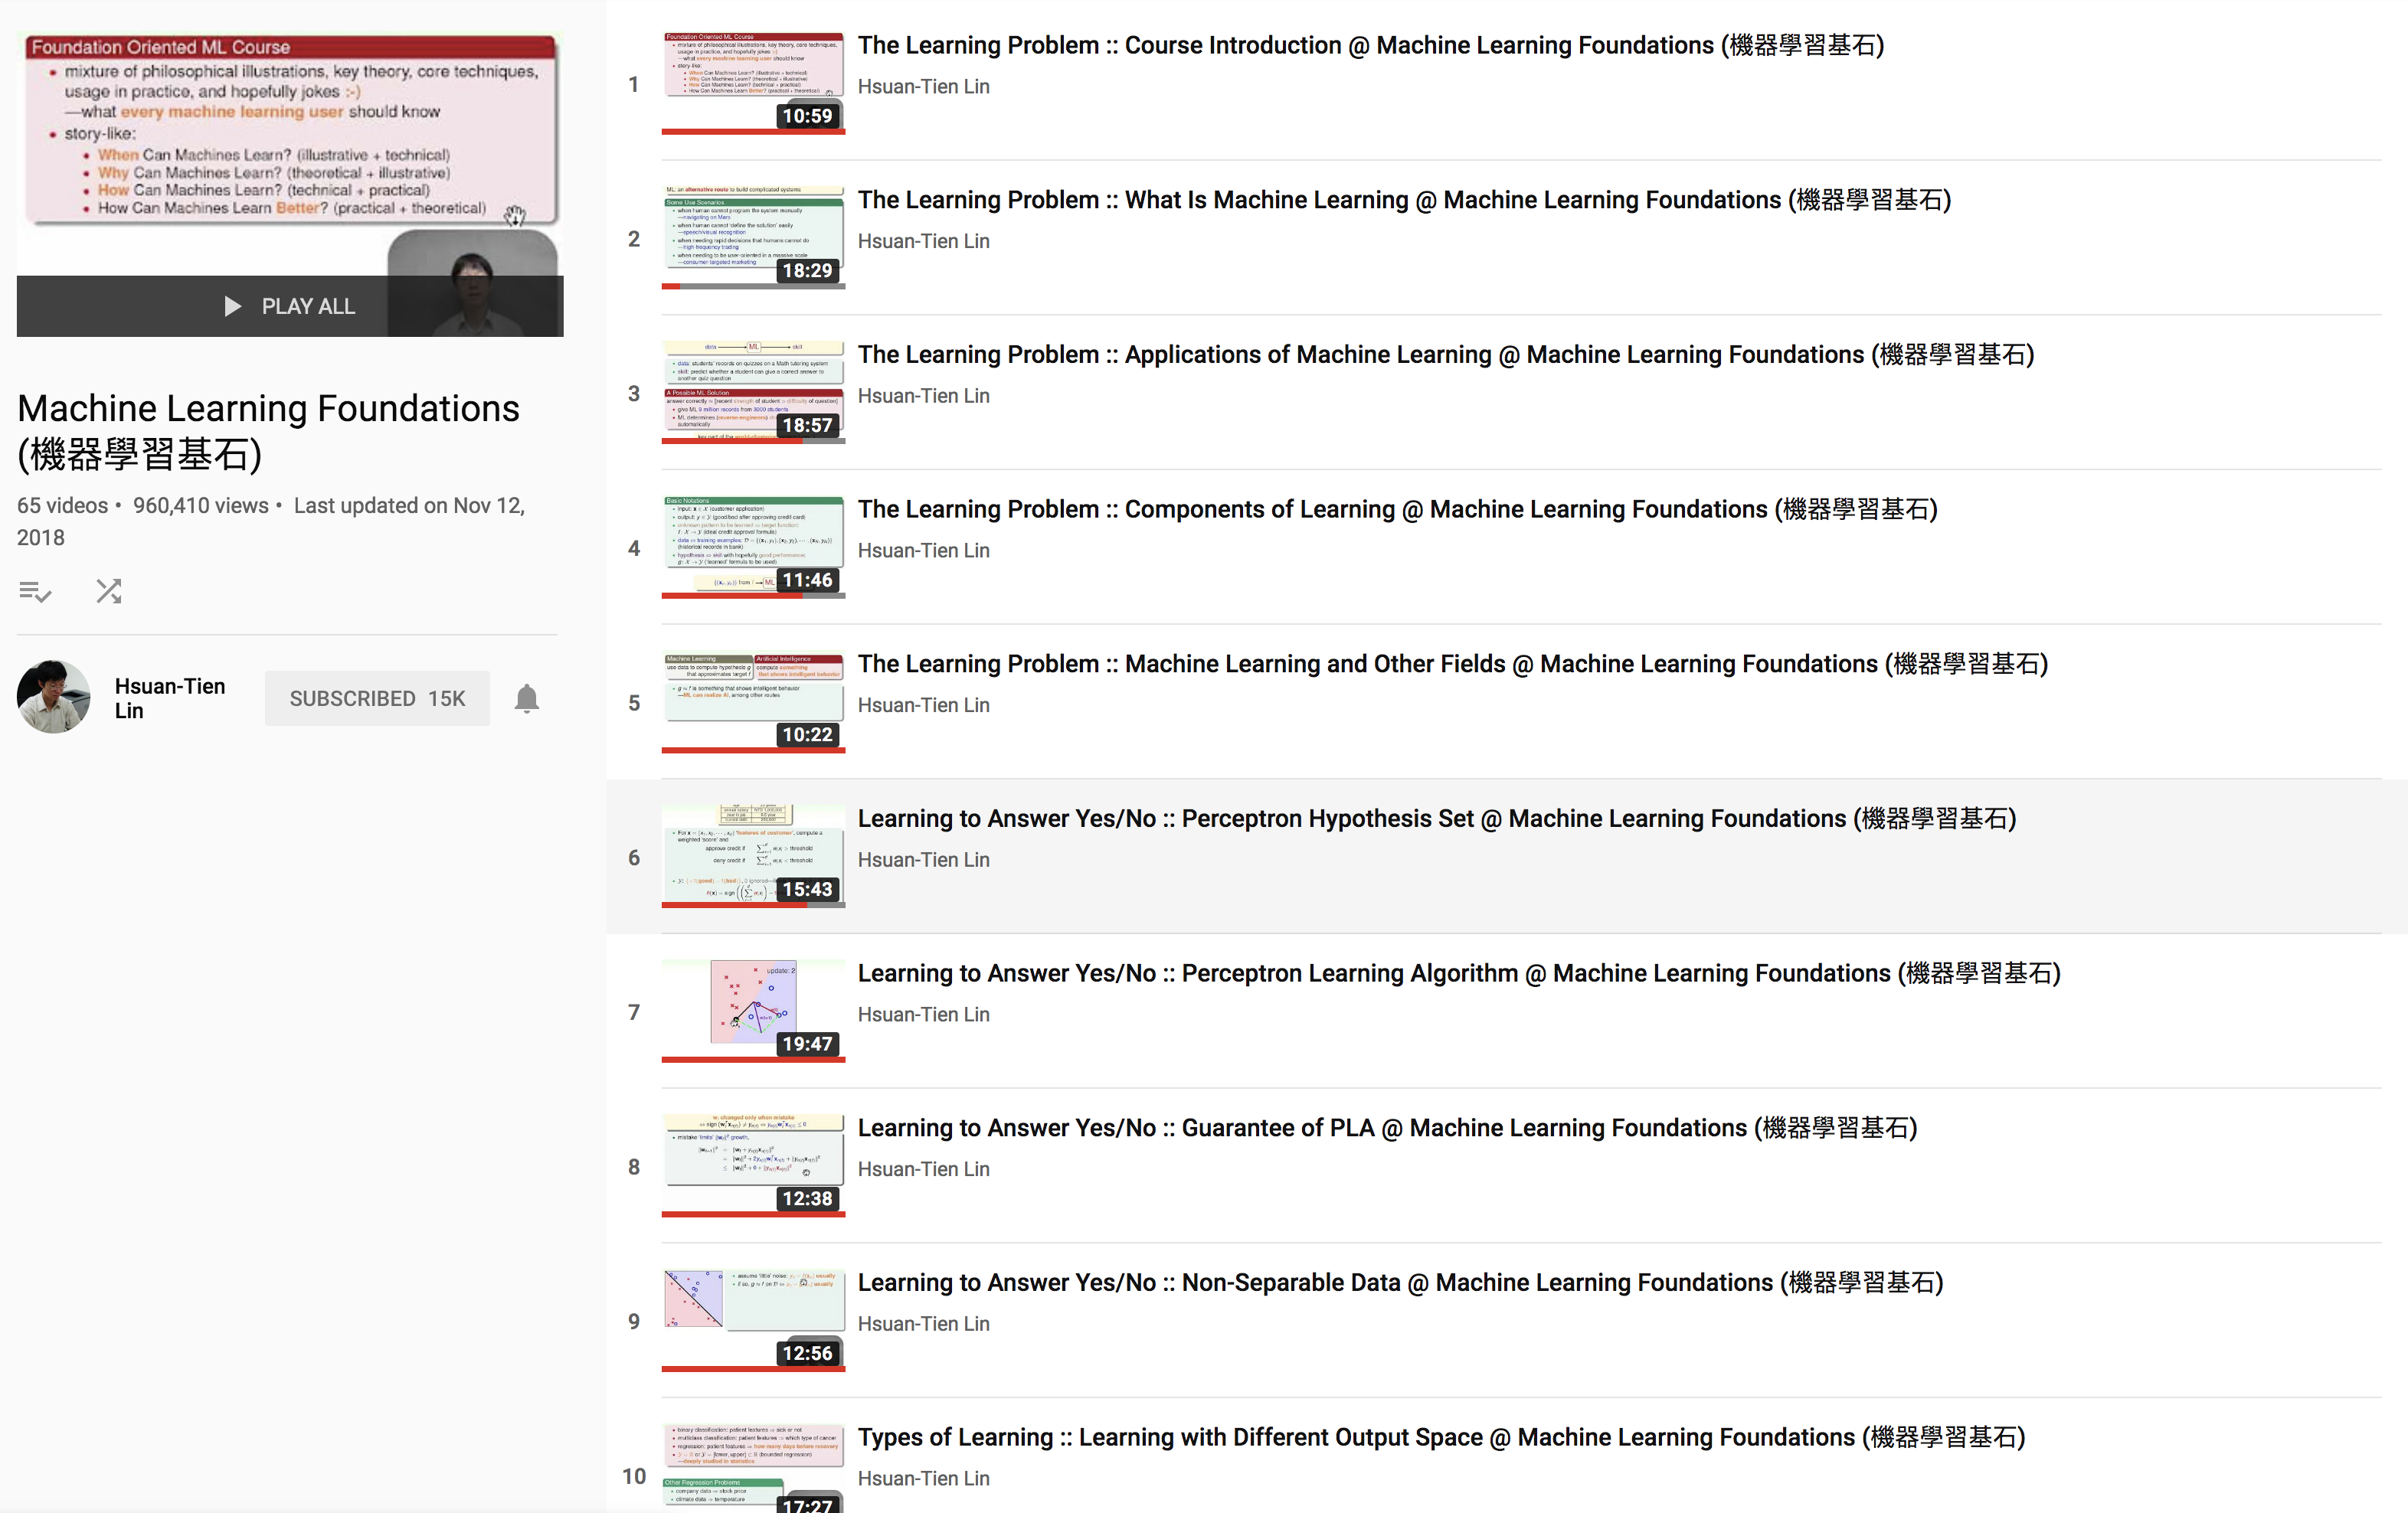 Foundation Oriented ML Course
• mixture of philosophical illustrations, key theory, core techniques,
usage in practice, and hopefully jokes :-)
—what every machine learning user should know
• story-like:
• When Can Machines Learn? (illustrative + technical)
• Why Can Machines Learn? (theoretical + illustrative)
• How Can Machines Learn? (technical + practical)
• How Can Machines Learn Better? (practical + theoretical)
PLAY ALL
Machine Learning Foundations
(機器學習基石)
65 videos • 960,410 views • Last updated on Nov 12,
2018
Hsuan-Tien
Lin
SUBSCRIBED 15K
1
10:59
The Learning Problem :: Course Introduction @ Machine Learning Foundations (機器學習基石)
Hsuan-Tien Lin
2
18:29
The Learning Problem :: What Is Machine Learning @ Machine Learning Foundations (機器學習基石)
Hsuan-Tien Lin
3
18:57
The Learning Problem :: Applications of Machine Learning @ Machine Learning Foundations (機器學習基石)
Hsuan-Tien Lin
4
11:46
The Learning Problem :: Components of Learning @ Machine Learning Foundations (機器學習基石)
Hsuan-Tien Lin
5
10:22
The Learning Problem :: Machine Learning and Other Fields @ Machine Learning Foundations (機器學習基石)
Hsuan-Tien Lin
6
15:43
Learning to Answer Yes/No :: Perceptron Hypothesis Set @ Machine Learning Foundations (機器學習基石)
Hsuan-Tien Lin
7
update: 2
19:47
Learning to Answer Yes/No :: Perceptron Learning Algorithm @ Machine Learning Foundations (機器學習基石)
Hsuan-Tien Lin
8
12:38
Learning to Answer Yes/No :: Guarantee of PLA @ Machine Learning Foundations (機器學習基石)
Hsuan-Tien Lin
9
12:56
Learning to Answer Yes/No :: Non-Separable Data @ Machine Learning Foundations (機器學習基石)
Hsuan-Tien Lin
10
17:27
Types of Learning :: Learning with Different Output Space @ Machine Learning Foundations (機器學習基石)
Hsuan-Tien Lin